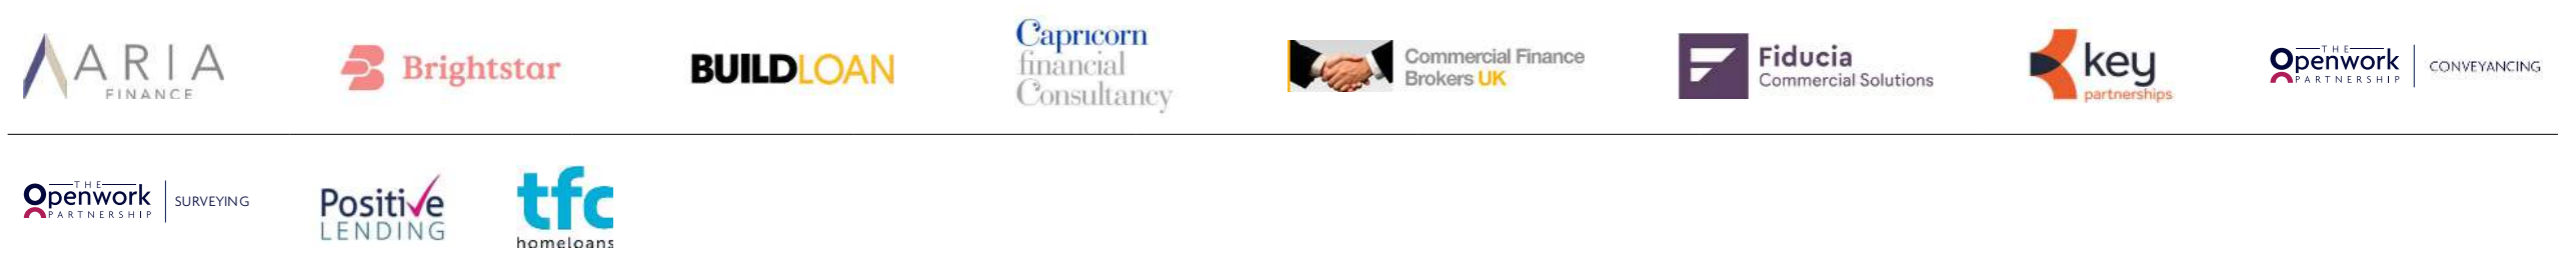 ARIA
FINANCE
Brightstar
BUILDLOAN
Capricorn
financial
Consultancy
Commercial Finance
Brokers UK
Fiducia
Commercial Solutions
key
partnerships
THE
Openwork
PARTNERSHIP
CONVEYANCING
THE
Openwork
PARTNERSHIP
SURVEYING
Positive
LENDING
tfc
homeloans